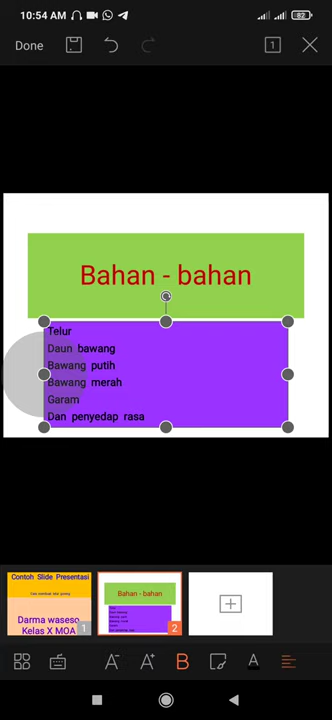 10:54 AM
82
Done
1
Bahan - bahan
Telur
Daun bawang
Bawang putih
Bawang merah
Garam
Dan penyedap rasa
Contoh Slide Presentasi
Darma waseso
Kelas X MOA
1
Bahan - bahan
2
A-
A+
B
A